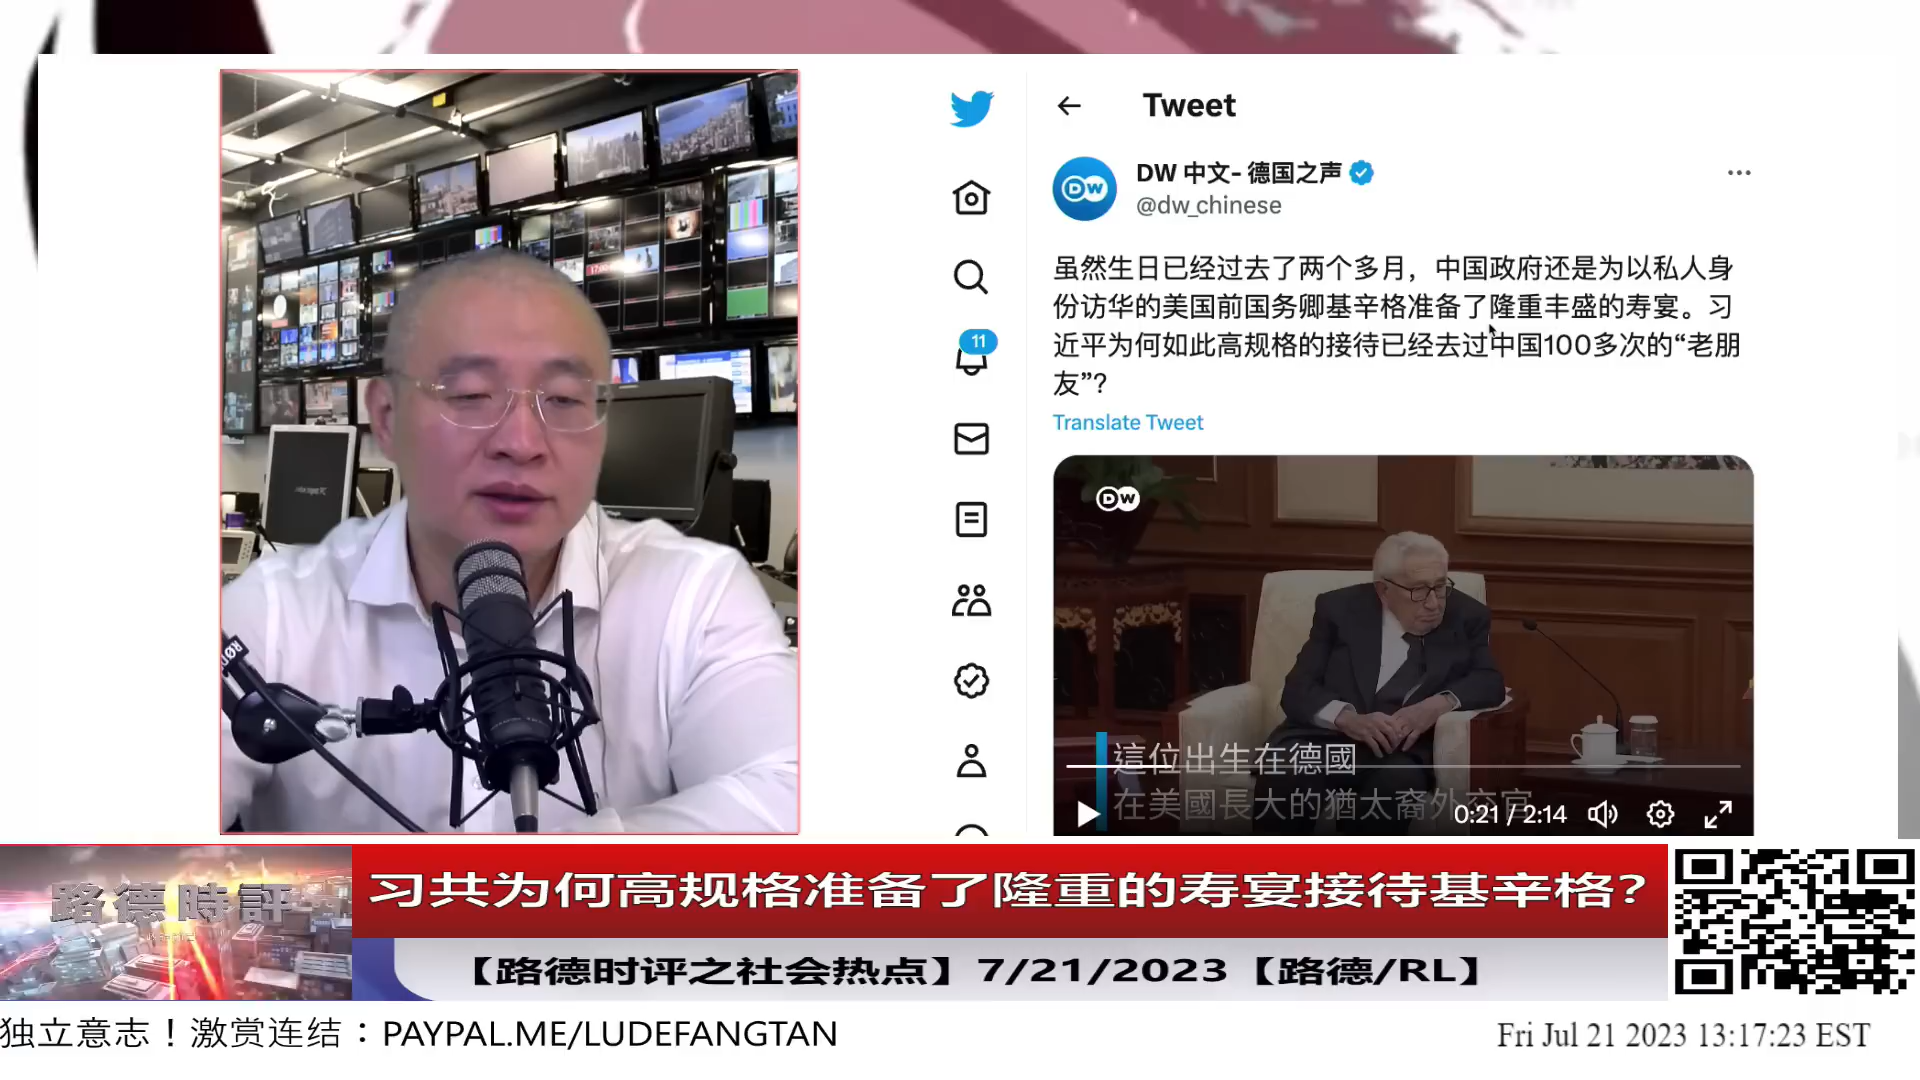 Tweet
DW 中文- 德国之声
@dw_chinese
虽然生日已经过去了两个多月，中国政府还是为以私人身
份访华的美国前国务卿基辛格准备了隆重丰盛的寿宴。习
近平为何如此高规格的接待已经去过中国100多次的“老朋
友”?
Translate Tweet
11
DW
DW
這位出生在德國
在美國長大的猶太裔外交官
0:21 / 2:14
RØD
17:00
路德時評
习共为何高规格准备了隆重的寿宴接待基辛格?
【路德时评之社会热点】7/21/2023【路德/RL】
独立意志！激赏连结：PAYPAL.ME/LUDEFANGTAN
Fri Jul 21 2023 13:17:23 EST